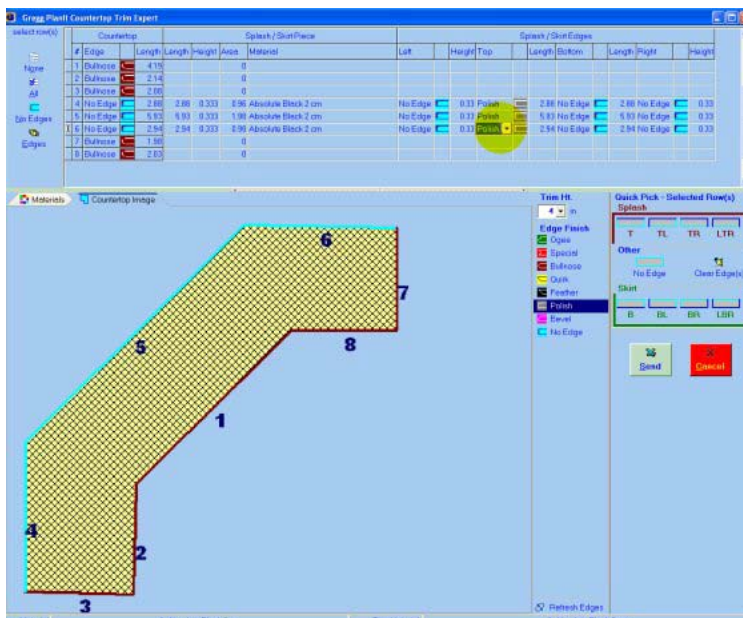 Gregg PlanIt Countertop Trim Expert
select row(s)
None
All
No Edges
Edges
Countertop Splash / Skirt Piece Splash / Skirt Edges
# Edge Length Length Height Area Material Left Height Top Length Bottom Length Right Height
1 Bullnose 4.19 0
2 Bullnose 2.14 0
3 Bullnose 2.08 0
4 No Edge 2.88 2.88 0.333 0.96 Absolute Black 2 cm No Edge 0.33 Polish 2.88 No Edge 2.88 No Edge 0.33
5 No Edge 5.93 5.93 0.333 1.98 Absolute Black 2 cm No Edge 0.33 Polish 5.93 No Edge 5.93 No Edge 0.33
6 No Edge 2.94 2.94 0.333 0.98 Absolute Black 2 cm No Edge 0.33 Polish 2.94 No Edge 2.94 No Edge 0.33
7 Bullnose 1.98 0
8 Bullnose 2.03 0
Materials Countertop Image
6
7
5
8
1
4
2
3
Trim Ht.
4 in
Edge Finish
Ogee
Special
Bullnose
Quirk
Feather
Polish
Bevel
No Edge
Refresh Edges
Quick Pick - Selected Row(s)
Splash
T TL TR LTR
Other
No Edge Clear Edge(s)
Skirt
B BL BR LBR
Send Cancel